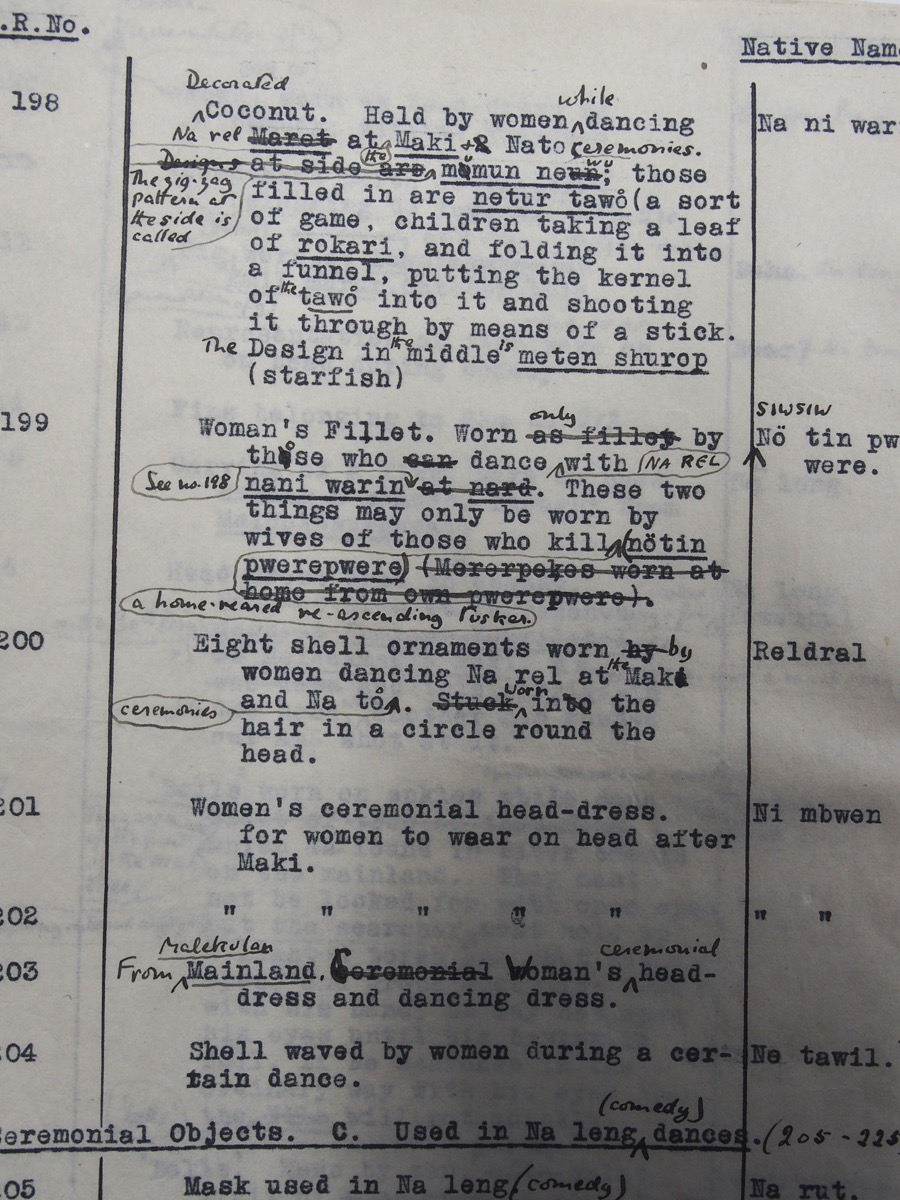 .R.No.
Native Nam
Decorated while
198 Coconut. Held by women dancing Na ni war
Na rel Maret at Maki & Nato ceremonies.
Designs at side are the mömun neun wü; those
The zig-zag pattern at the side is called
filled in are netur tawö (a sort
of game, children taking a leaf
of rokari, and folding it into
a funnel, putting the kernel
of the tawö into it and shooting
it through by means of a stick.
The Design in the middle is meten shurop
(starfish)
only siwsiw
199 Woman's Fillet. Worn as fillet by Nö tin pw
those who can dance with (NA REL) were.
See no. 198 nani warin at nard. These two
things may only be worn by
wives of those who kill (nötin
pwerepwere) (Mererpekes worn at
home from own pwerepwere).
a home-reared re-ascending Tusker
200 Eight shell ornaments worn by by Reldral
women dancing Na rel at the Maki
ceremonies and Na tö. Stuck worn into the
hair in a circle round the
head.
201 Women's ceremonial head-dress. Ni mbwen
for women to wear on head after
Maki.
202 " " " " " " "
Malekulan ceremonial
203 From Mainland. Ceremonial Woman's head-
dress and dancing dress.
204 Shell waved by women during a cer- Ne tawil.
tain dance.
(comedy)
Ceremonial Objects. C. Used in Na leng dances. (205-225
05 Mask used in Na leng (comedy) Na rut